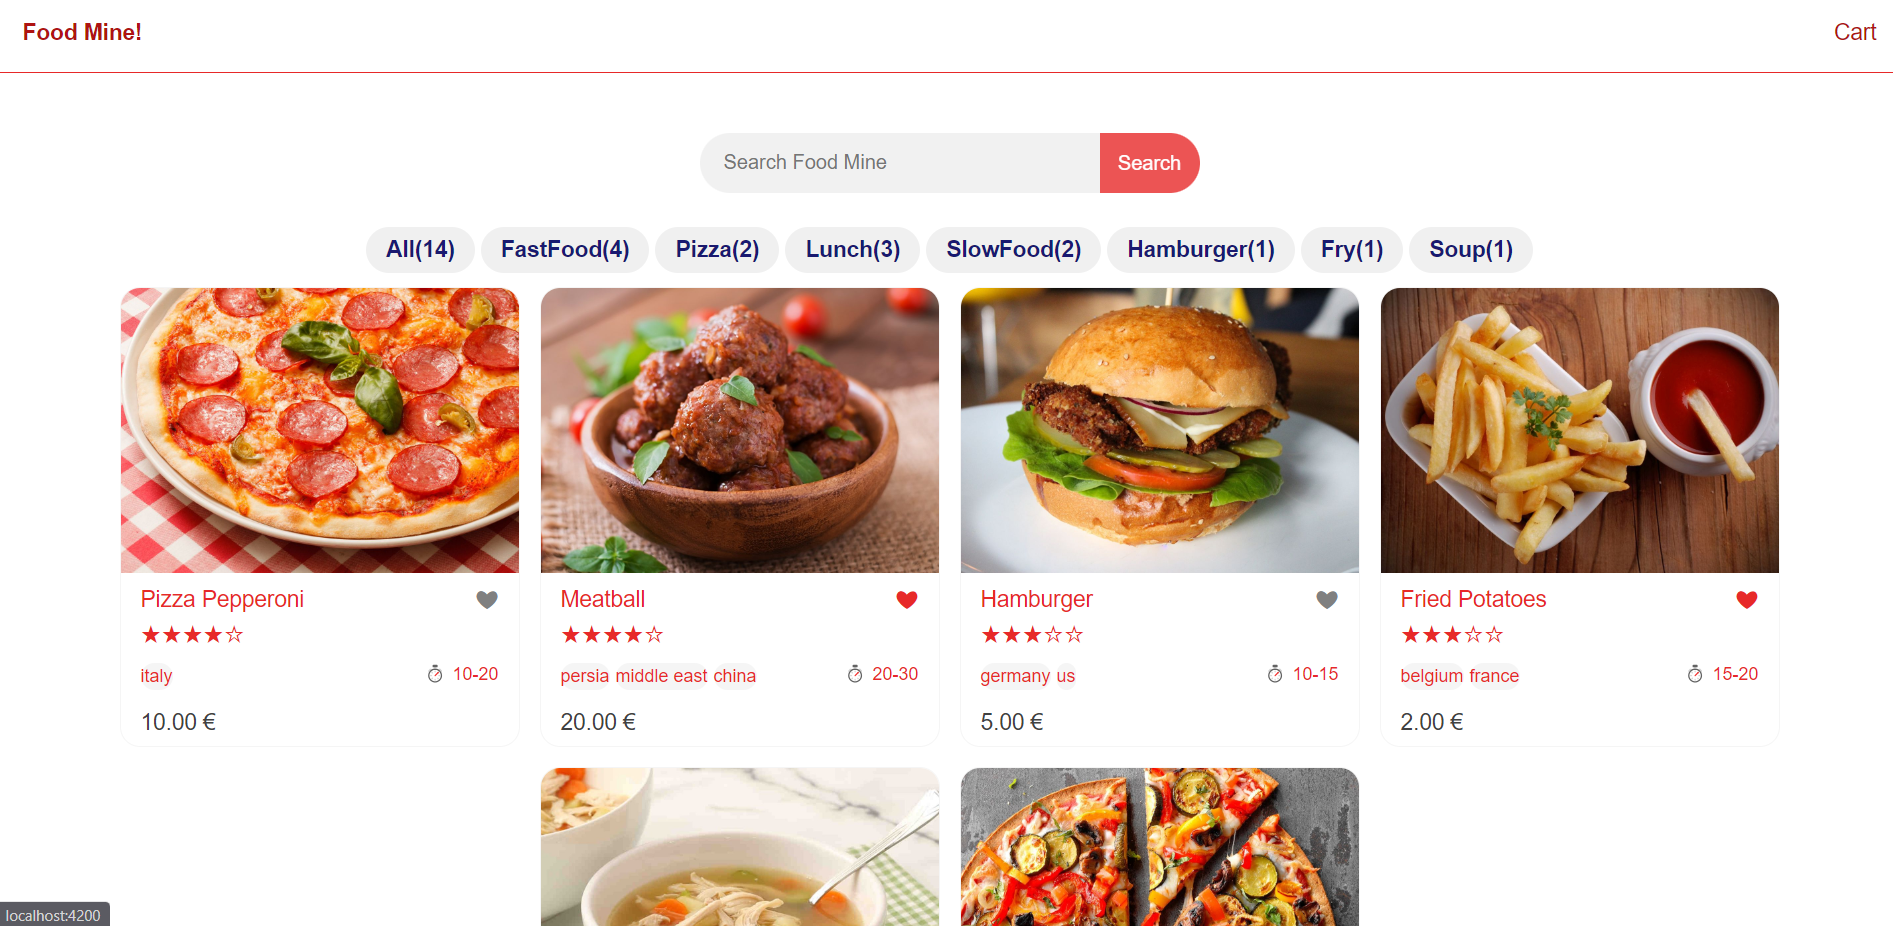 Food Mine!
Cart
Search Food Mine
Search
All(14) FastFood(4) Pizza(2) Lunch(3) SlowFood(2) Hamburger(1) Fry(1) Soup(1)
Pizza Pepperoni
★★★★☆
italy
10-20
10.00 €
Meatball
★★★★☆
persia middle east china
20-30
20.00 €
Hamburger
★★★☆☆
germany us
10-15
5.00 €
Fried Potatoes
★★★☆☆
belgium france
15-20
2.00 €
localhost:4200